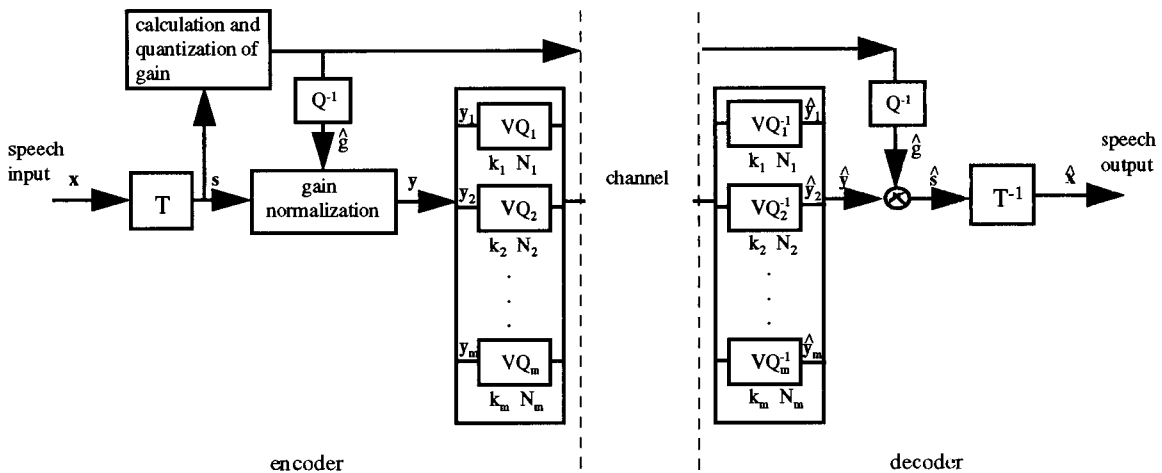 calculation and
quantization of
gain
Q⁻¹
ĝ
speech
input
x
T
s
gain
normalization
y
y₁
VQ₁
k₁ N₁
y₂
VQ₂
k₂ N₂
yₘ
VQₘ
kₘ Nₘ
encoder
channel
VQ₁⁻¹
ŷ₁
k₁ N₁
VQ₂⁻¹
ŷ₂
k₂ N₂
VQₘ⁻¹
ŷₘ
kₘ Nₘ
ŷ
Q⁻¹
ĝ
ŝ
T⁻¹
x̂
speech
output
decoder